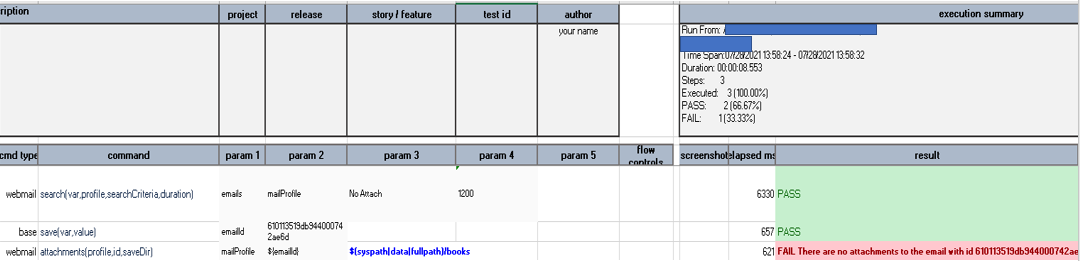 cription project release story / feature test id author execution summary
your name Run From: /
Time Span:07/28/2021 13:58:24 - 07/28/2021 13:58:32
Duration: 00:00:08.553
Steps: 3
Executed: 3 (100.00%)
PASS: 2 (66.67%)
FAIL: 1 (33.33%)
cmd type command param 1 param 2 param 3 param 4 param 5 flow controls screenshot elapsed ms result
webmail search(var,profile,searchCriteria,duration) emails mailProfile No Attach 1200 6330 PASS
base save(var,value) emailId 610113519db94400074
2ae6d 657 PASS
webmail attachments(profile,id,saveDir) mailProfile ${emailId} $(syspath|data|fullpath)/books 621 FAIL There are no attachments to the email with id 610113519db944000742ae